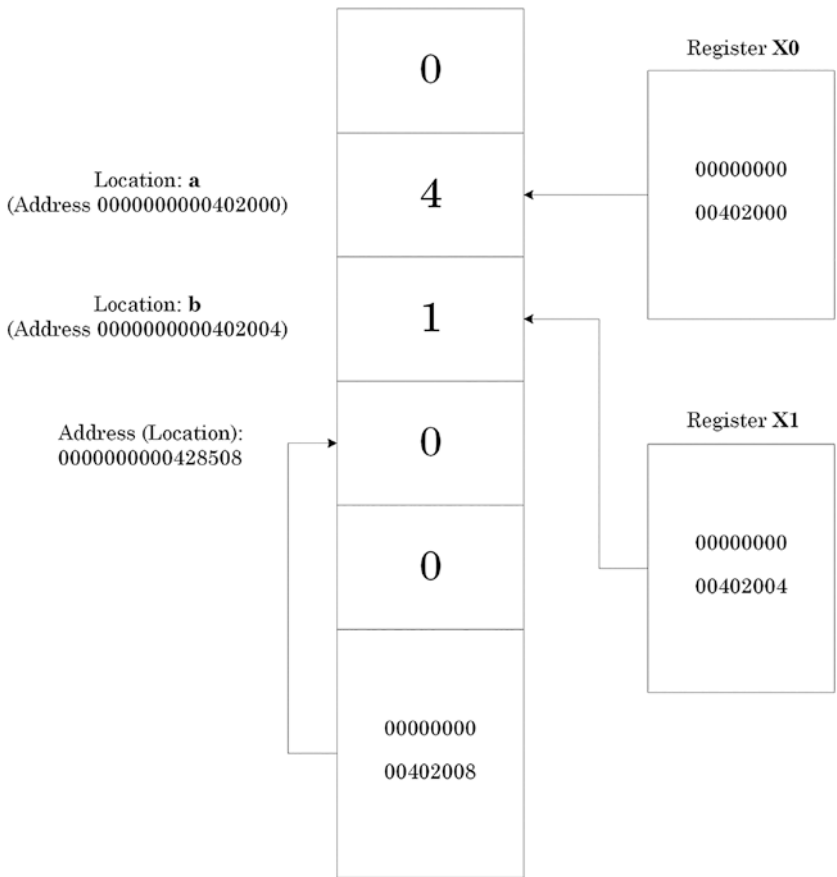 0
Register X0
Location: a
(Address 0000000000402000)
4
00000000
00402000
Location: b
(Address 0000000000402004)
1
Address (Location):
0000000000428508
0
Register X1
0
00000000
00402004
00000000
00402008